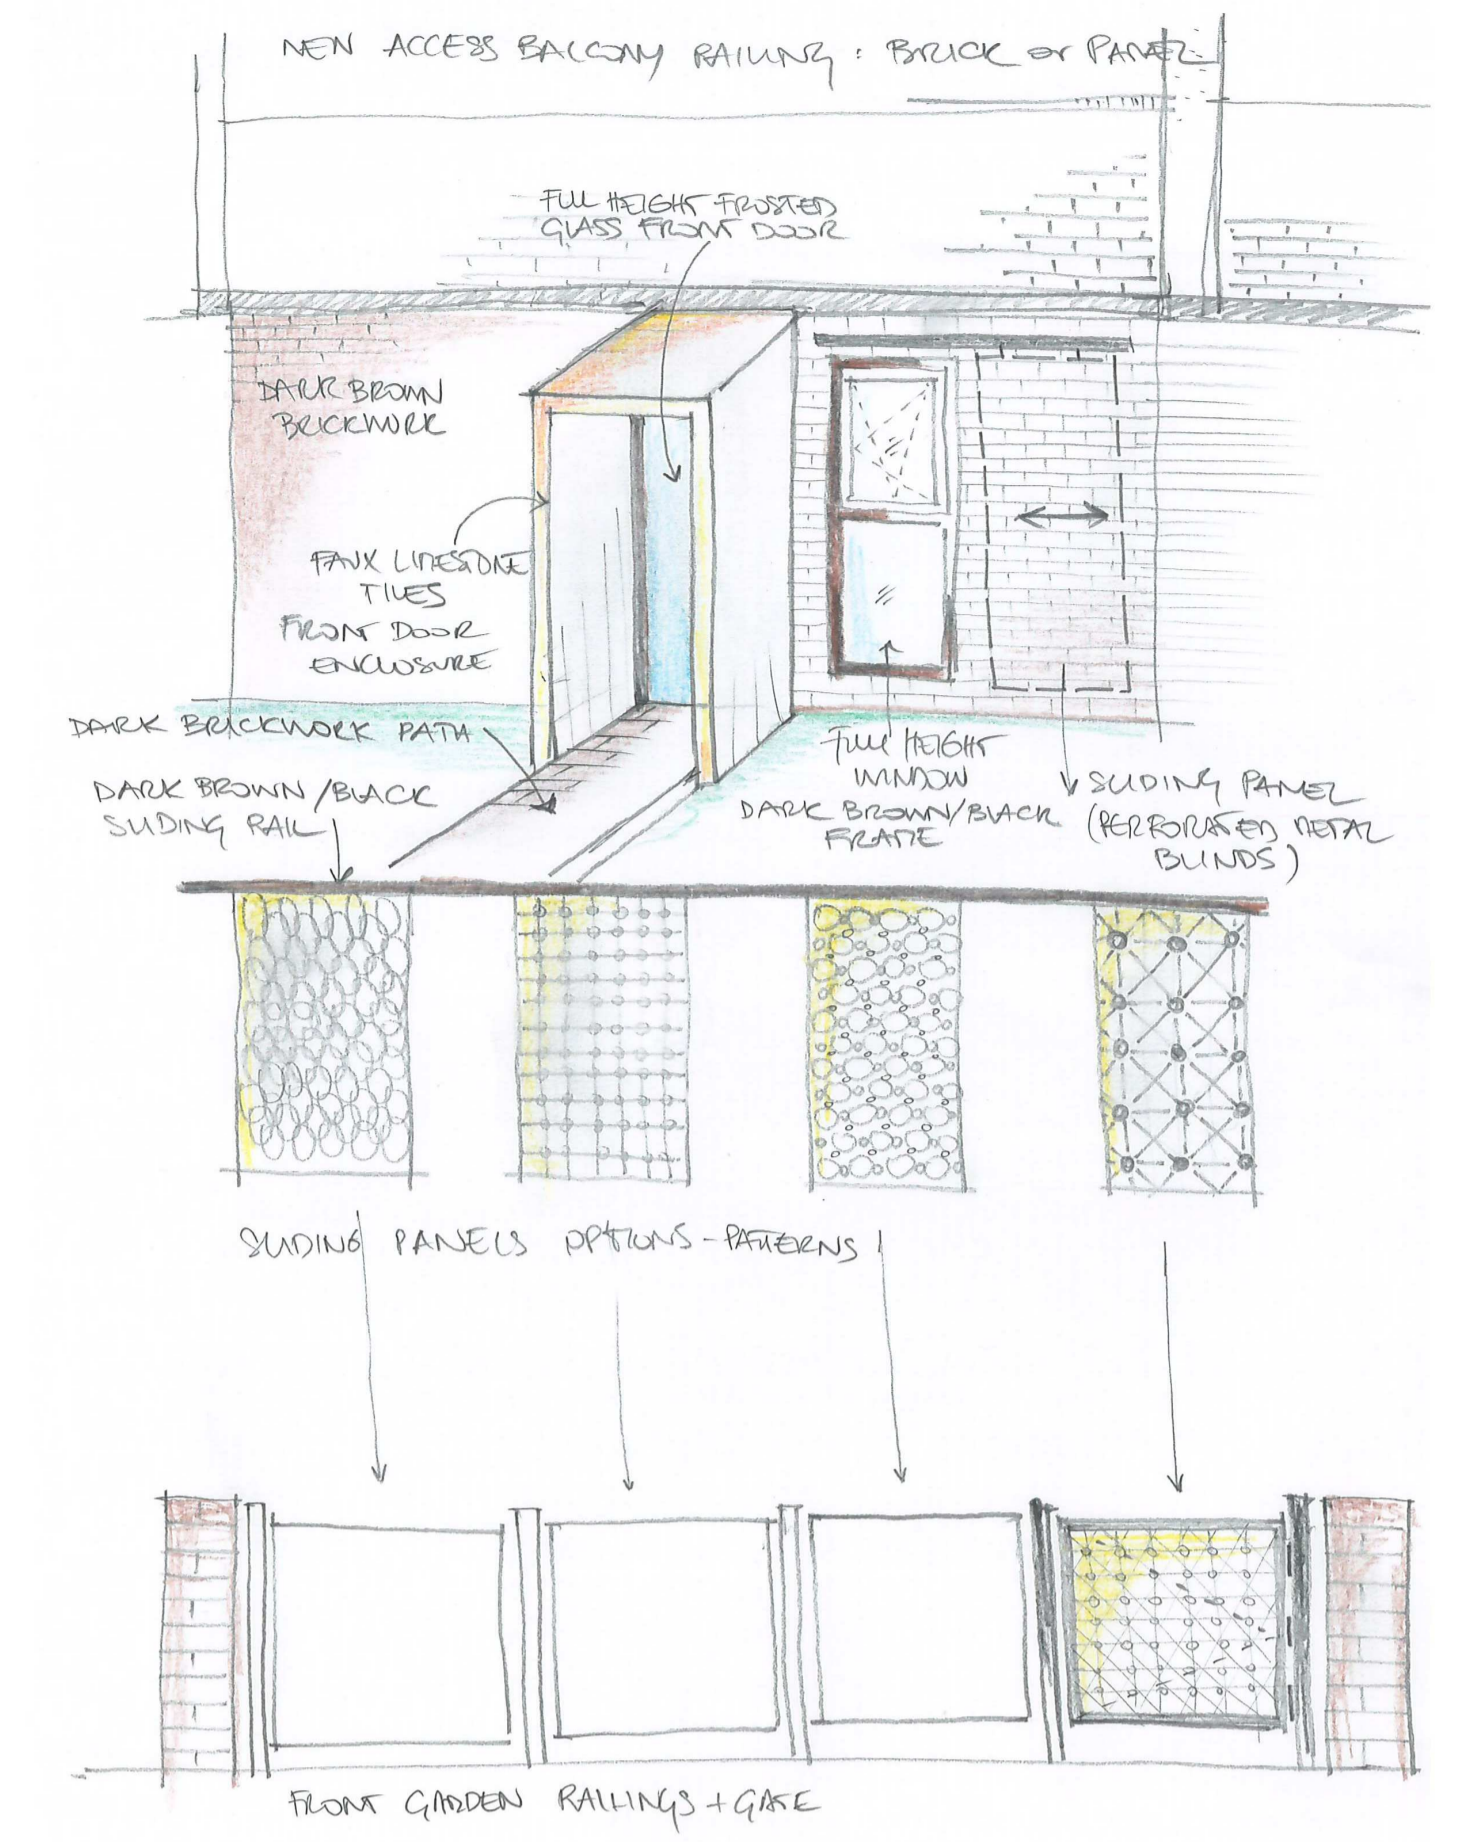 NEW ACCESS BALCONY RAILING : BRICK or PANEL
FULL HEIGHT FROSTED
GLASS FRONT DOOR
DARK BROWN
BRICKWORK
FAUX LIMESTONE
TILES
FRONT DOOR
ENCLOSURE
DARK BRICKWORK PATH
DARK BROWN/BLACK
SLIDING RAIL
FULL HEIGHT
WINDOW
DARK BROWN/BLACK
FRAME
SLIDING PANEL
(PERFORATED METAL
BLINDS)
SLIDING PANELS OPTIONS - PATTERNS
FRONT GARDEN RAILINGS + GATE